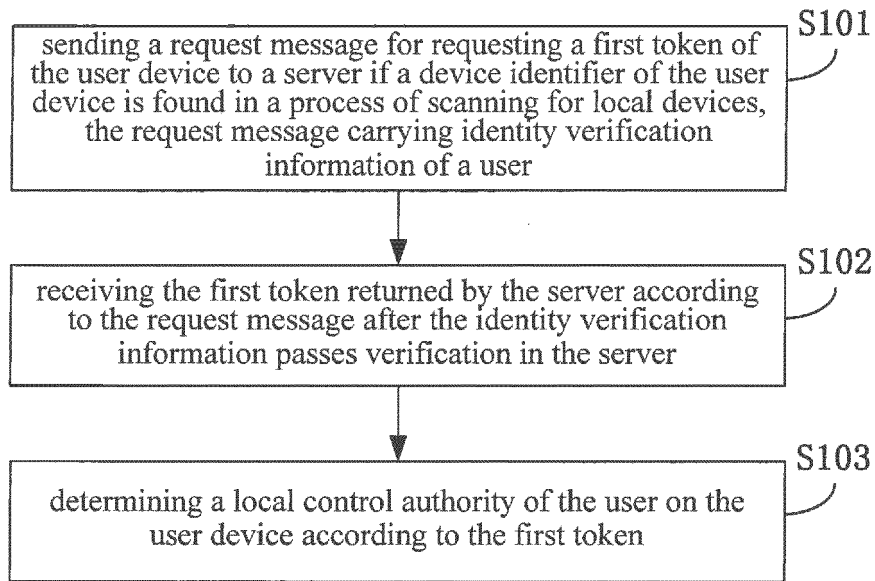 S101
sending a request message for requesting a first token of
the user device to a server if a device identifier of the user
device is found in a process of scanning for local devices,
the request message carrying identity verification
information of a user
S102
receiving the first token returned by the server according
to the request message after the identity verification
information passes verification in the server
S103
determining a local control authority of the user on the
user device according to the first token